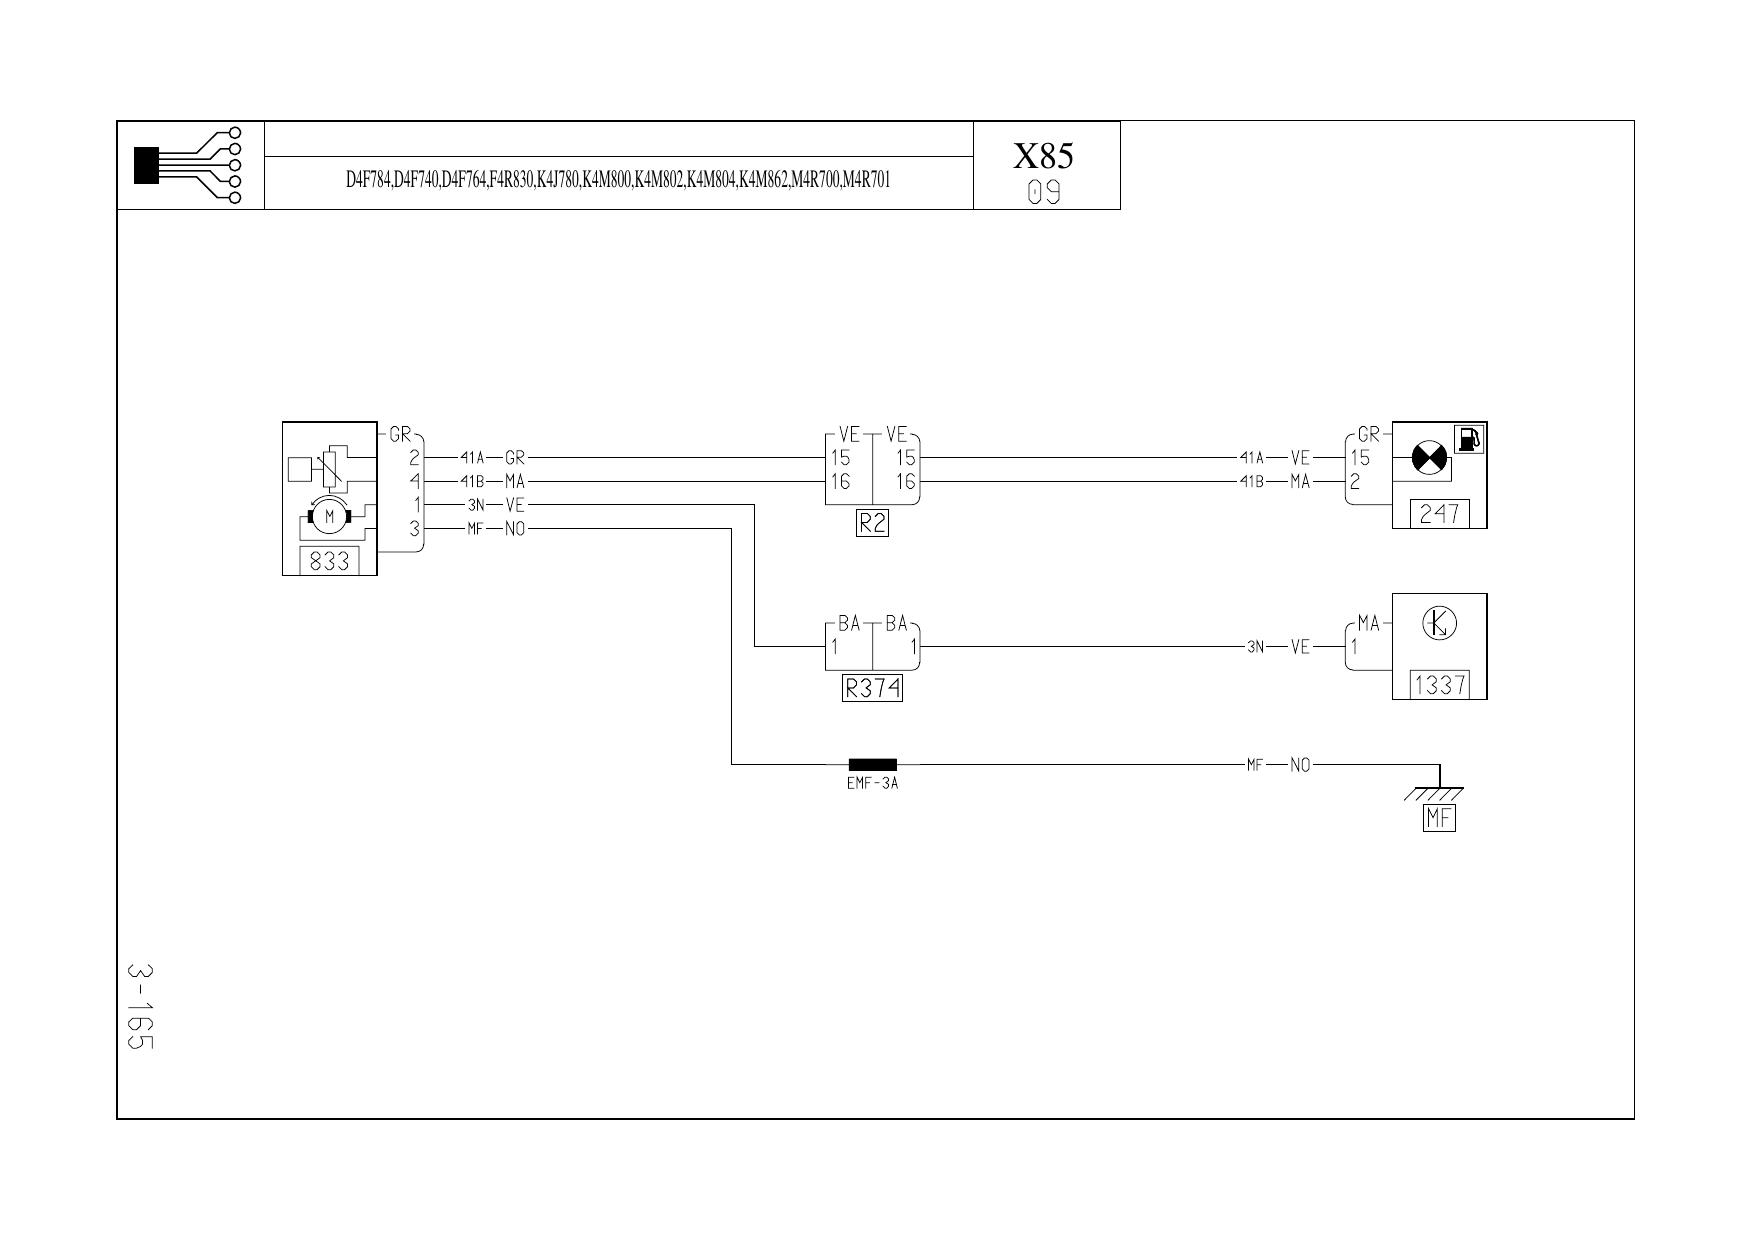 D4F784,D4F740,D4F764,F4R830,K4J780,K4M800,K4M802,K4M804,K4M862,M4R700,M4R701
X85
09
GR
2 41A GR
4 41B MA
1 3N VE
3 MF NO
M
833
VE VE
15 15
16 16
R2
41A VE 15
41B MA 2
GR
247
BA BA
1 1
R374
3N VE 1
MA
1337
EMF-3A
MF NO
MF
3-165